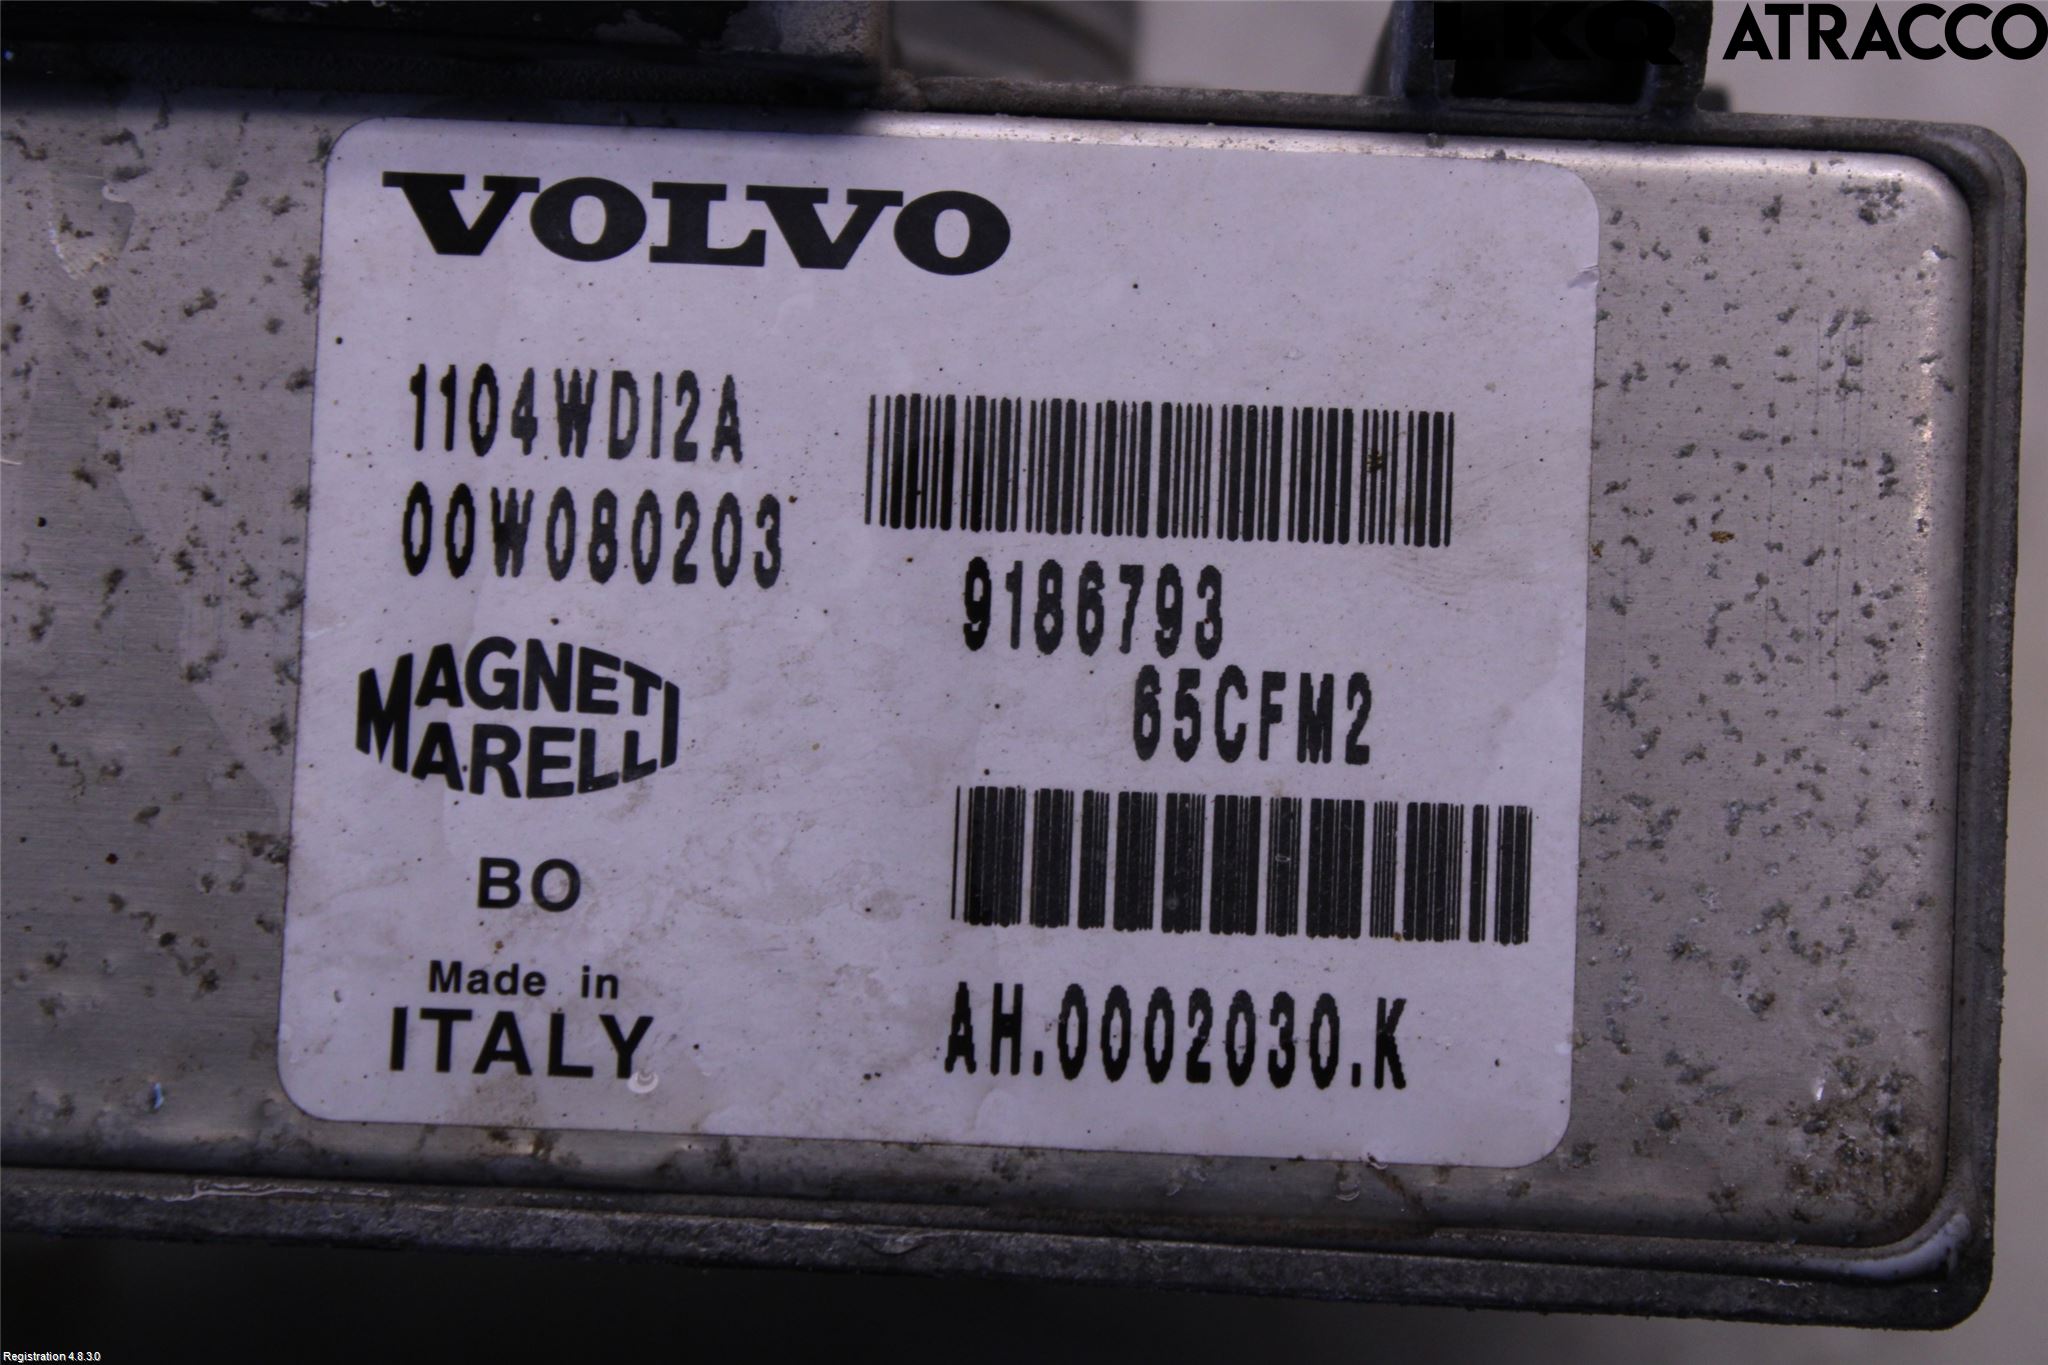 LKQ ATRACCO
VOLVO
1104WDI2A
00W080203
9186793
65CFM2
MAGNETI
MARELLI
BO
Made in
ITALY
AH.0002030.K
Registration 4.8.3.0